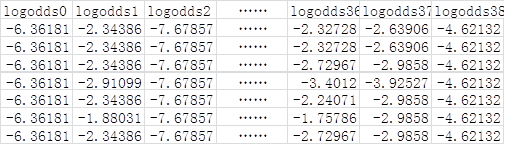 logodds0 logodds1 logodds2 …… logodds36 logodds37 logodds38
-6.36181 -2.34386 -7.67857 …… -2.32728 -2.63906 -4.62132
-6.36181 -2.34386 -7.67857 …… -2.32728 -2.63906 -4.62132
-6.36181 -2.34386 -7.67857 …… -2.72967 -2.9858 -4.62132
-6.36181 -2.91099 -7.67857 …… -3.4012 -3.92527 -4.62132
-6.36181 -2.34386 -7.67857 …… -2.24071 -2.9858 -4.62132
-6.36181 -1.88031 -7.67857 …… -1.75786 -2.9858 -4.62132
-6.36181 -2.34386 -7.67857 …… -2.72967 -2.9858 -4.62132